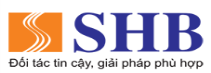 SHB
Đối tác tin cậy, giải pháp phù hợp